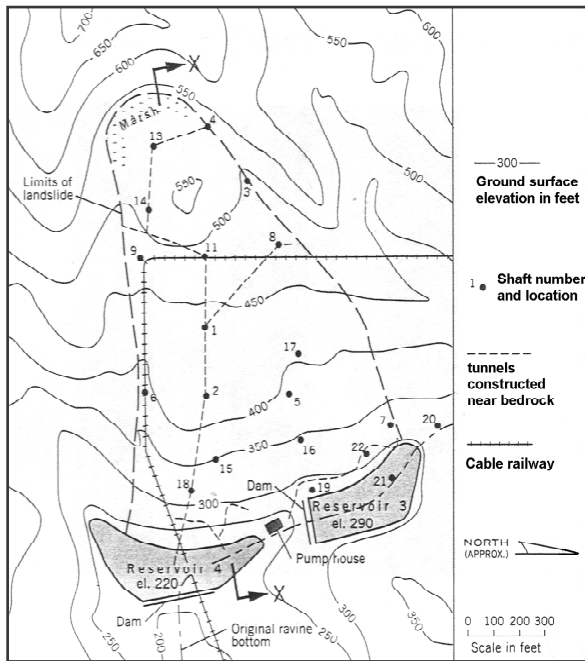 700
650
600
550
550
600
X
Marsh
4
13
Limits of
landslide
550
3
14
500
8
9
11
450
1
17
6
2
5
400
7
20
350
16
22
15
18
Dam
21
300
19
Reservoir 3
el. 290
Pump house
Reservoir 4
el. 220
X
Dam
Original ravine
bottom
250
200
250
300
350
300
Ground surface
elevation in feet
1
Shaft number
and location
tunnels
constructed
near bedrock
Cable railway
NORTH
(APPROX.)
0 100 200 300
Scale in feet